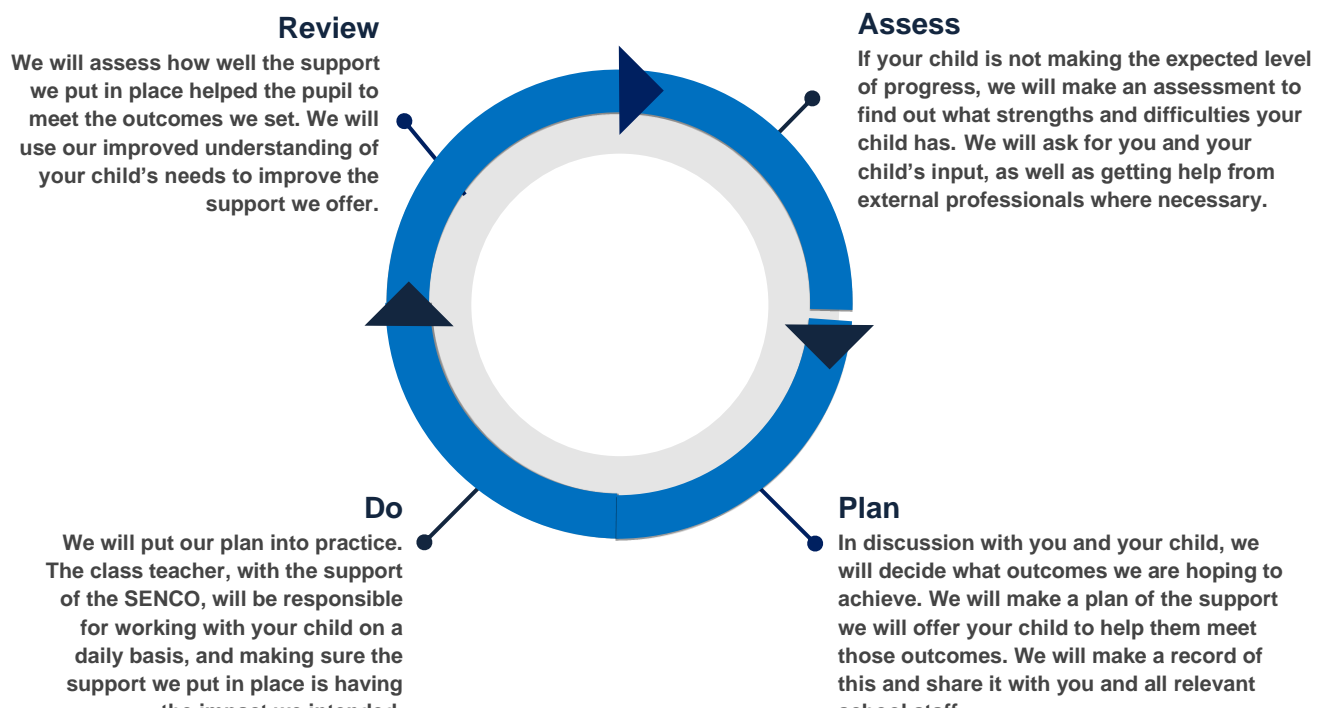 Review
We will assess how well the support
we put in place helped the pupil to
meet the outcomes we set. We will
use our improved understanding of
your child’s needs to improve the
support we offer.
Assess
If your child is not making the expected level
of progress, we will make an assessment to
find out what strengths and difficulties your
child has. We will ask for you and your
child’s input, as well as getting help from
external professionals where necessary.
Do
We will put our plan into practice.
The class teacher, with the support
of the SENCO, will be responsible
for working with your child on a
daily basis, and making sure the
support we put in place is having
the impact we intended.
Plan
In discussion with you and your child, we
will decide what outcomes we are hoping to
achieve. We will make a plan of the support
we will offer your child to help them meet
those outcomes. We will make a record of
this and share it with you and all relevant
school staff